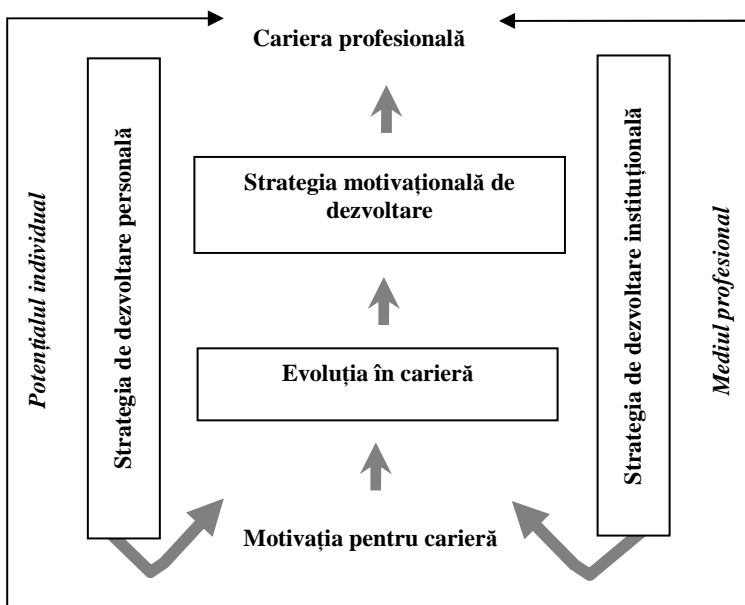 Cariera profesională
Potențialul individual
Strategia de dezvoltare personală
Strategia motivațională de
dezvoltare
Evoluția în carieră
Motivația pentru carieră
Strategia de dezvoltare instituțională
Mediul profesional